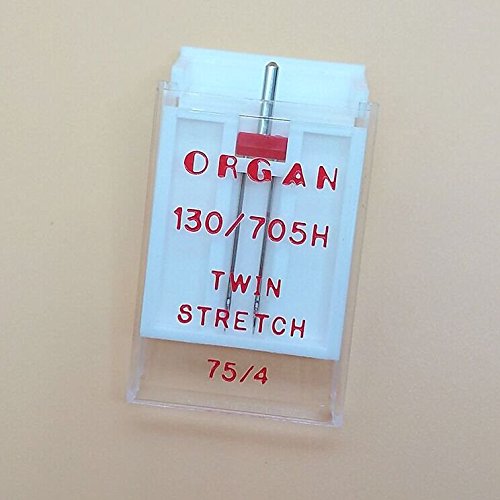 ORGAN
130/705H
TWIN
STRETCH
75/4